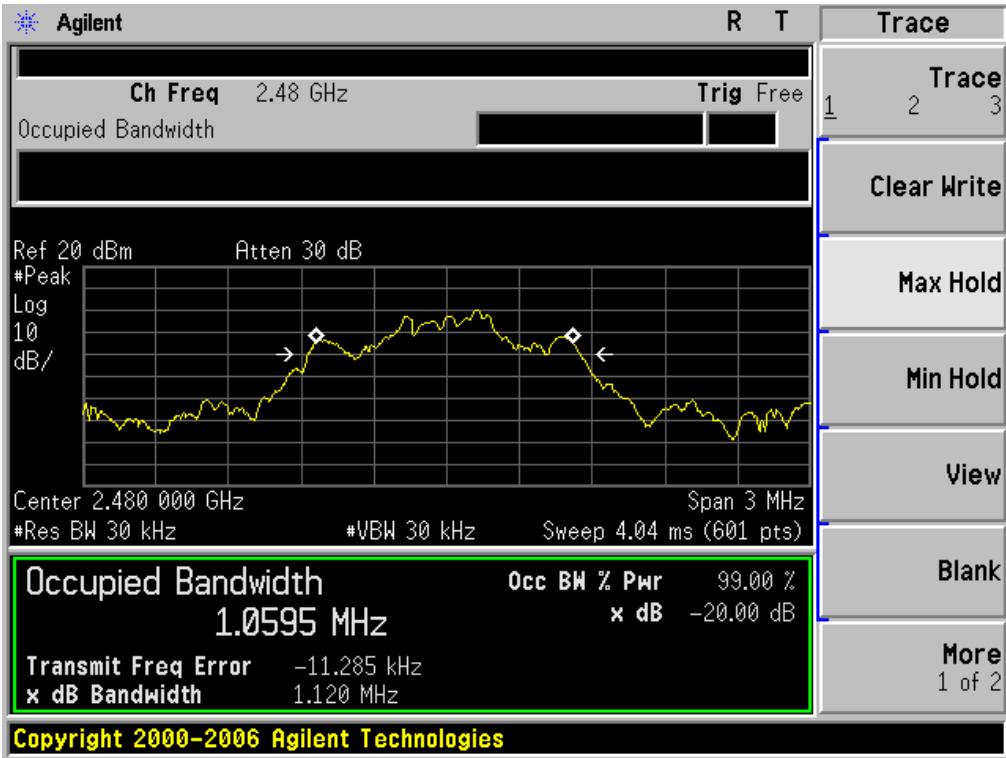 Agilent R T Trace
Ch Freq 2.48 GHz Trig Free
Occupied Bandwidth
Trace
1 2 3
Clear Write
Max Hold
Min Hold
View
Blank
More
1 of 2
Ref 20 dBm Atten 30 dB
#Peak
Log
10
dB/
Center 2.480 000 GHz Span 3 MHz
#Res BW 30 kHz #VBW 30 kHz Sweep 4.04 ms (601 pts)
Occupied Bandwidth Occ BW % Pwr 99.00 %
1.0595 MHz x dB -20.00 dB
Transmit Freq Error -11.285 kHz
x dB Bandwidth 1.120 MHz
Copyright 2000-2006 Agilent Technologies